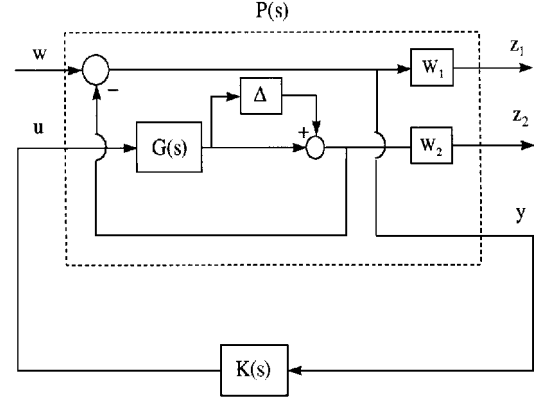 P(s)
w
−
W₁
z₁
Δ
u
G(s)
+
W₂
z₂
y
K(s)